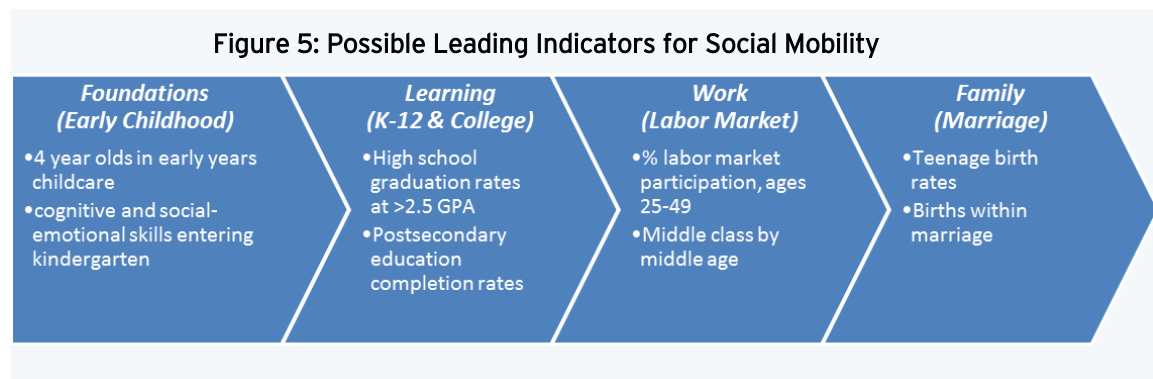 Figure 5: Possible Leading Indicators for Social Mobility
Foundations
(Early Childhood)
•4 year olds in early years
childcare
•cognitive and social-
emotional skills entering
kindergarten
Learning
(K-12 & College)
•High school
graduation rates
at >2.5 GPA
•Postsecondary
education
completion rates
Work
(Labor Market)
•% labor market
participation, ages
25-49
•Middle class by
middle age
Family
(Marriage)
•Teenage birth
rates
•Births within
marriage